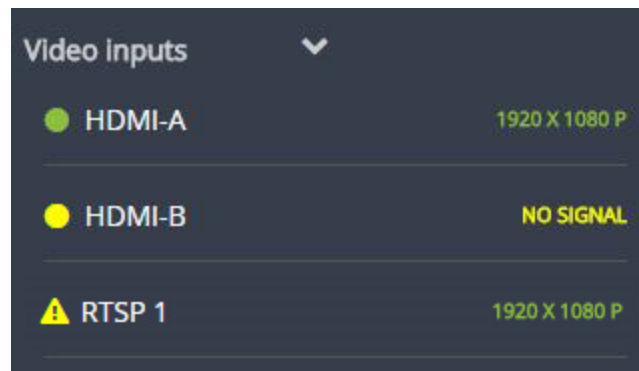 Video inputs
HDMI-A 1920 X 1080 P
HDMI-B NO SIGNAL
RTSP 1 1920 X 1080 P